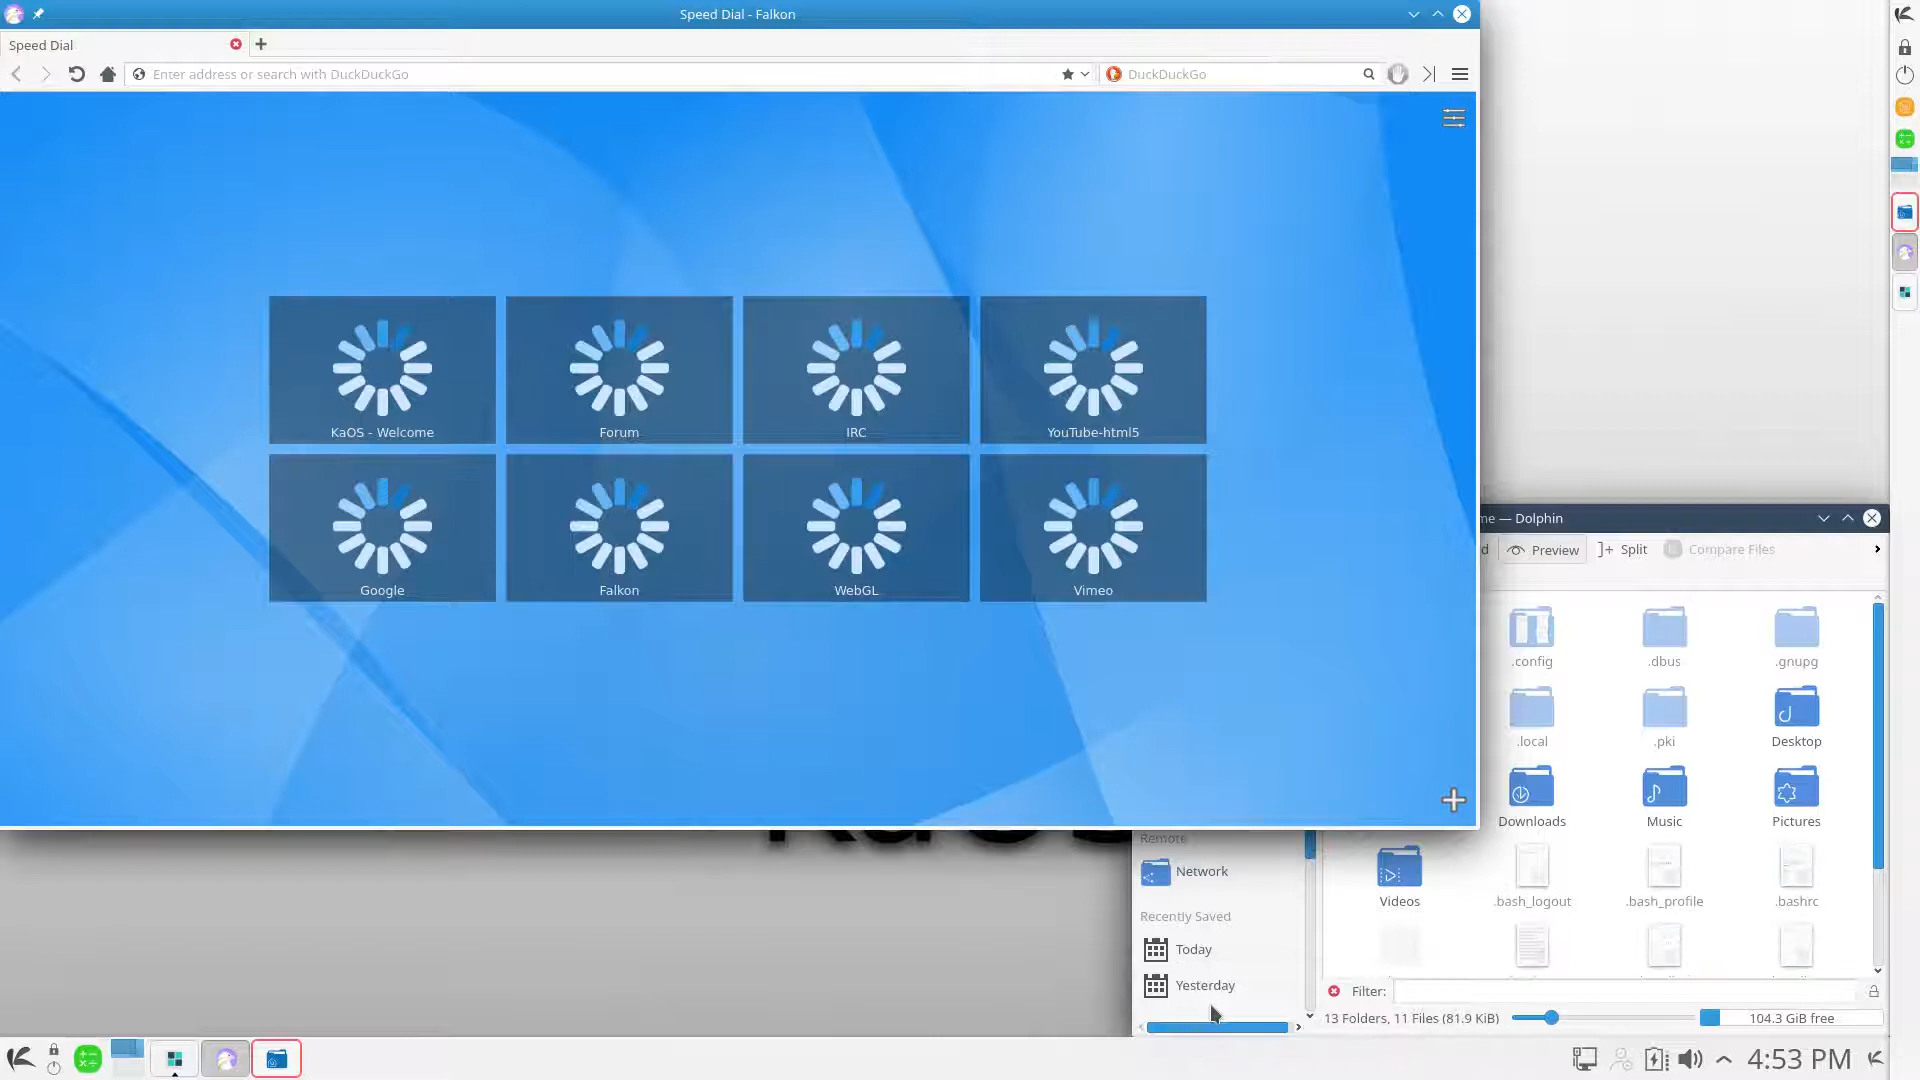 Speed Dial - Falkon
Speed Dial
Enter address or search with DuckDuckGo
DuckDuckGo
KaOS - Welcome
Forum
IRC
YouTube-html5
Google
Falkon
WebGL
Vimeo
me — Dolphin
d
Preview
Split
Compare Files
.config
.dbus
.gnupg
.local
.pki
Desktop
Downloads
Music
Pictures
Remote
Network
Videos
.bash_logout
.bash_profile
.bashrc
Recently Saved
Today
Yesterday
Filter:
13 Folders, 11 Files (81.9 KiB)
104.3 GiB free
4:53 PM